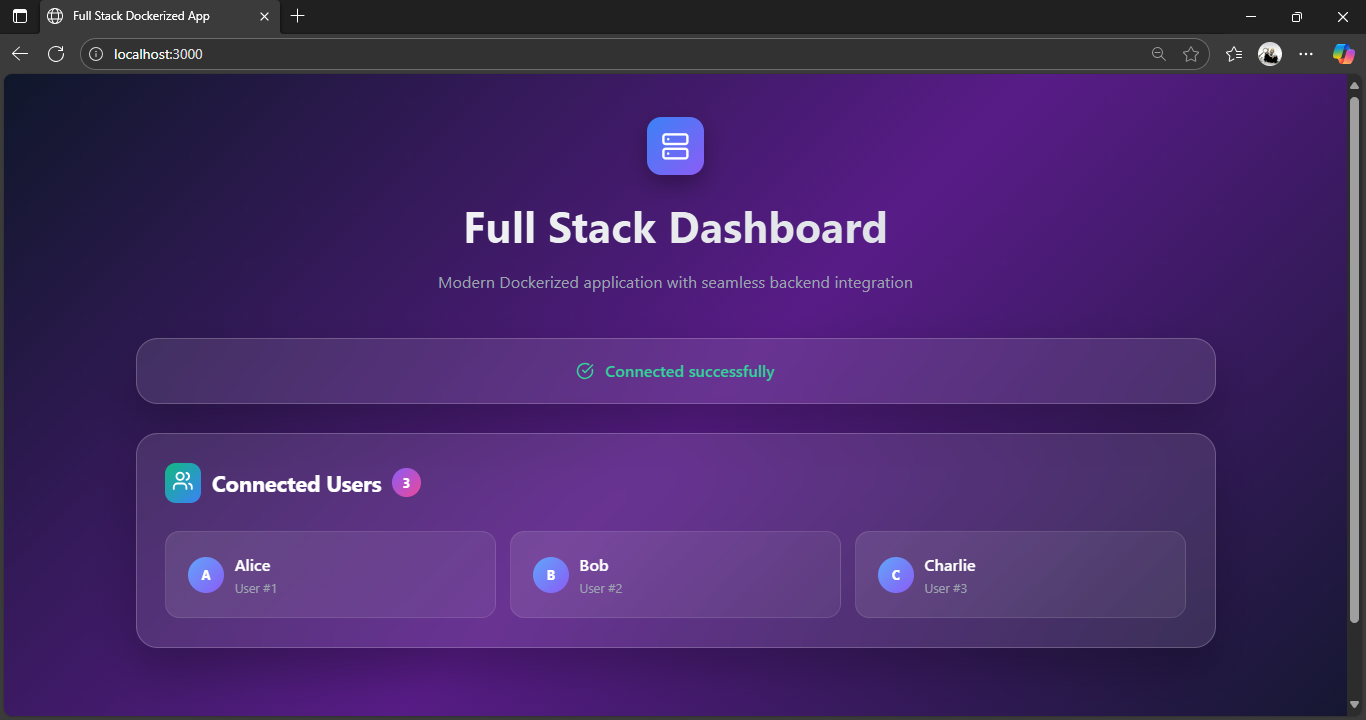 Full Stack Dockerized App
localhost:3000
Full Stack Dashboard
Modern Dockerized application with seamless backend integration
Connected successfully
Connected Users 3
A
Alice
User #1
B
Bob
User #2
C
Charlie
User #3